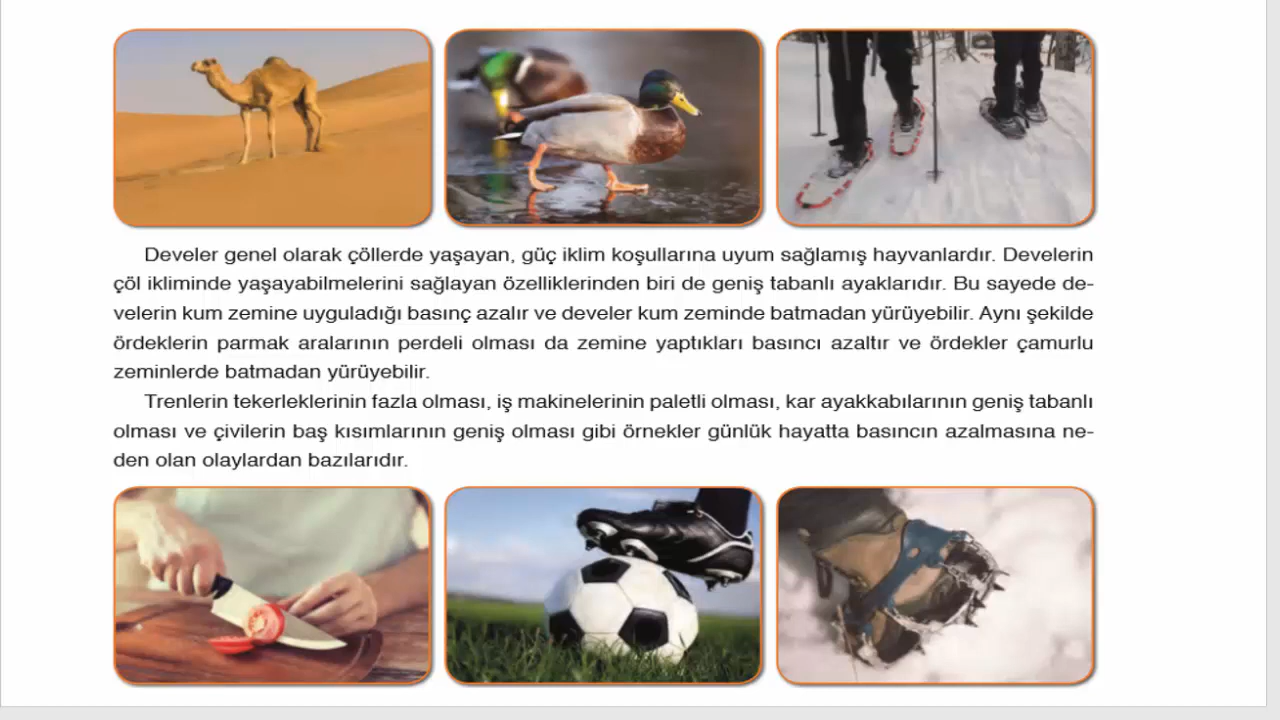 Develer genel olarak çöllerde yaşayan, güç iklim koşullarına uyum sağlamış hayvanlardır. Develerin
çöl ikliminde yaşayabilmelerini sağlayan özelliklerinden biri de geniş tabanlı ayaklarıdır. Bu sayede de-
velerin kum zemine uyguladığı basınç azalır ve develer kum zeminde batmadan yürüyebilir. Aynı şekilde
ördeklerin parmak aralarının perdeli olması da zemine yaptıkları basıncı azaltır ve ördekler çamurlu
zeminlerde batmadan yürüyebilir.
Trenlerin tekerleklerinin fazla olması, iş makinelerinin paletli olması, kar ayakkabılarının geniş tabanlı
olması ve çivilerin baş kısımlarının geniş olması gibi örnekler günlük hayatta basıncın azalmasına ne-
den olan olaylardan bazılarıdır.